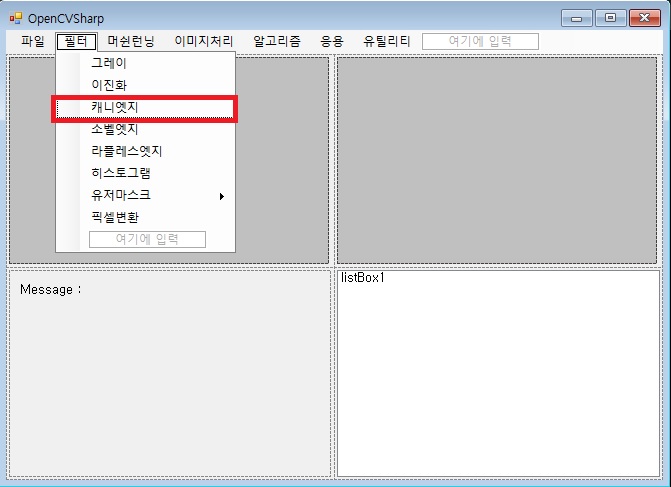 OpenCVSharp
파일 필터 머쉰런닝 이미지처리 알고리즘 응용 유틸리티 여기에 입력
그레이
이진화
캐니엣지
소벨엣지
라플레스엣지
히스토그램
유저마스크
픽셀변환
여기에 입력
Message :
listBox1